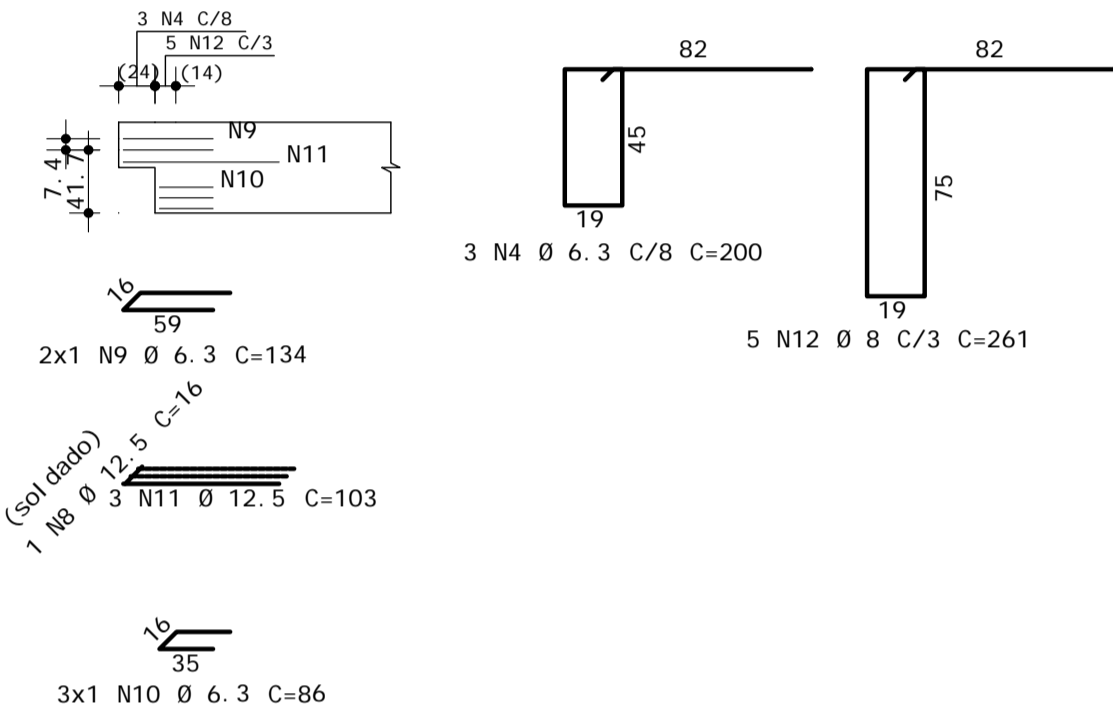 3 N4 C/8
5 N12 C/3
(24) (14)
N9
N11
N10
7.4
41.7
16
59
2x1 N9 Ø 6.3 C=134
(soldado)
1 N8 Ø 12.5 C=16
3 N11 Ø 12.5 C=103
16
35
3x1 N10 Ø 6.3 C=86
82
45
19
3 N4 Ø 6.3 C/8 C=200
82
75
19
5 N12 Ø 8 C/3 C=261